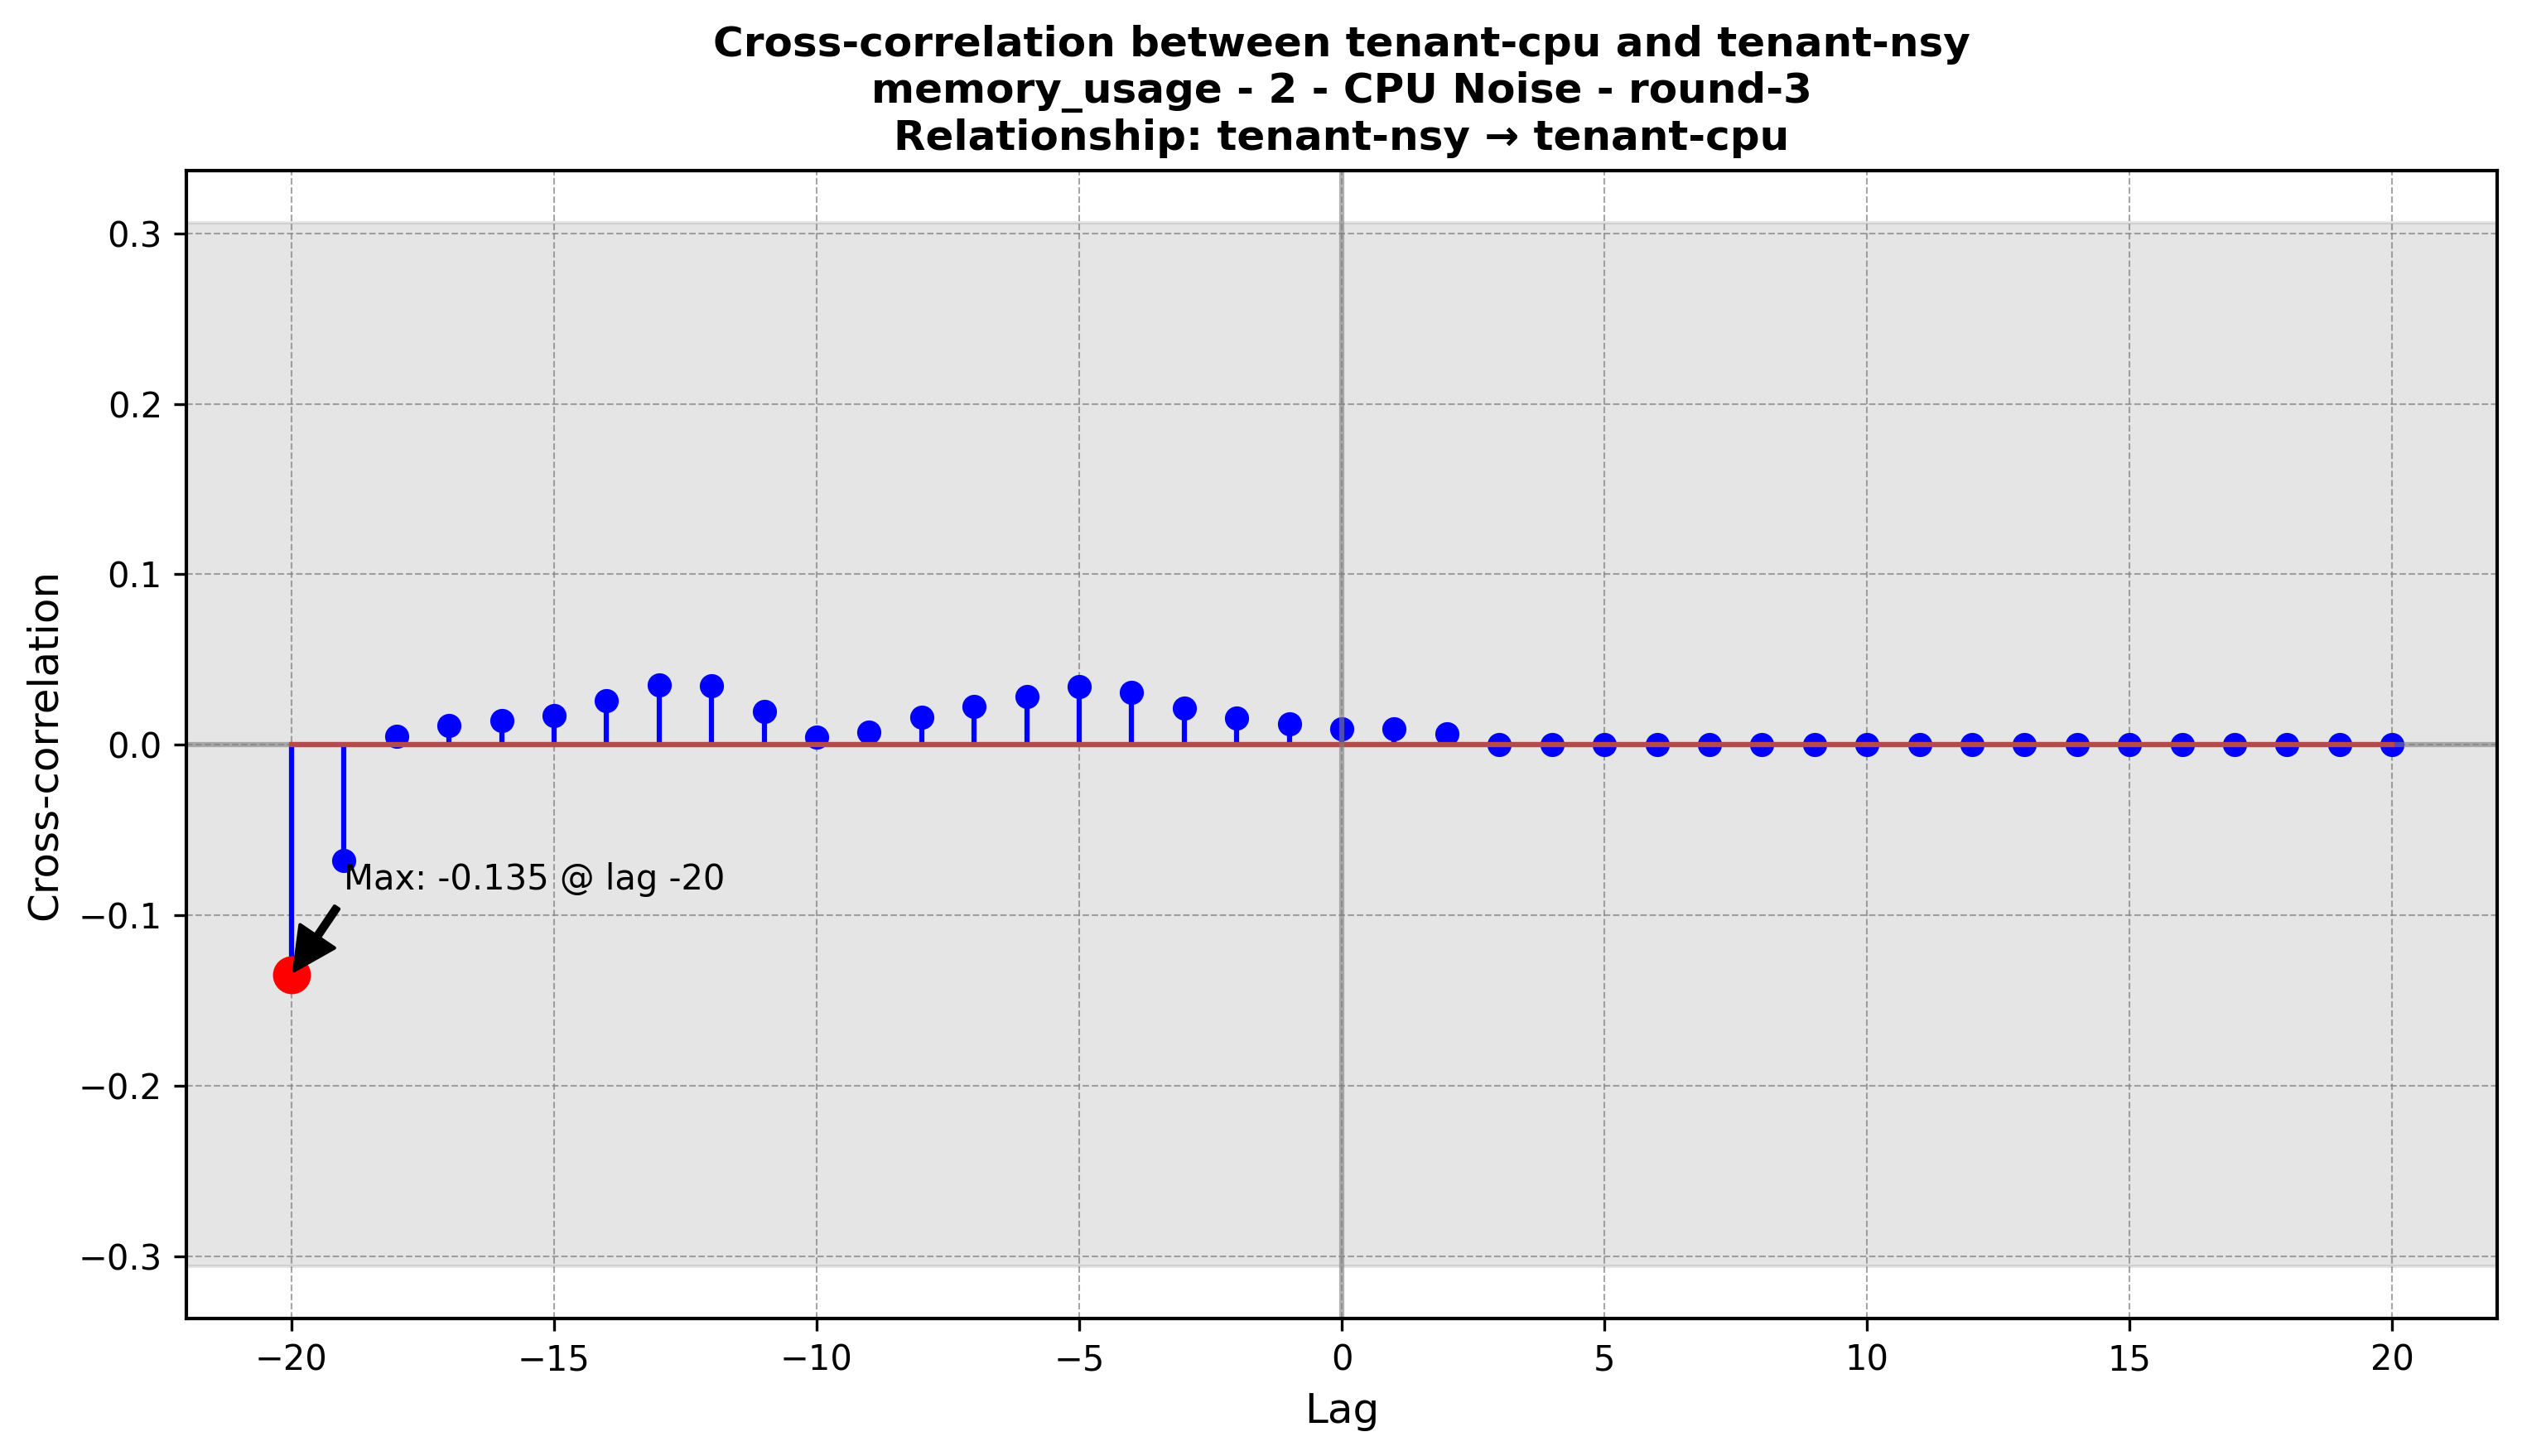 Cross-correlation between tenant-cpu and tenant-nsy
memory_usage - 2 - CPU Noise - round-3
Relationship: tenant-nsy → tenant-cpu
Cross-correlation
0.3
0.2
0.1
0.0
−0.1
−0.2
−0.3
Max: -0.135 @ lag -20
−20 −15 −10 −5 0 5 10 15 20
Lag